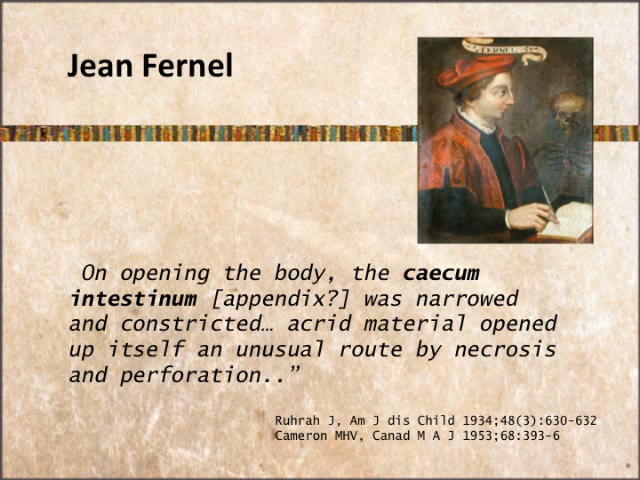 Jean Fernel
FERNEL
On opening the body, the caecum
intestinum [appendix?] was narrowed
and constricted… acrid material opened
up itself an unusual route by necrosis
and perforation..”
Ruhrah J, Am J dis Child 1934;48(3):630-632
Cameron MHV, Canad M A J 1953;68:393-6